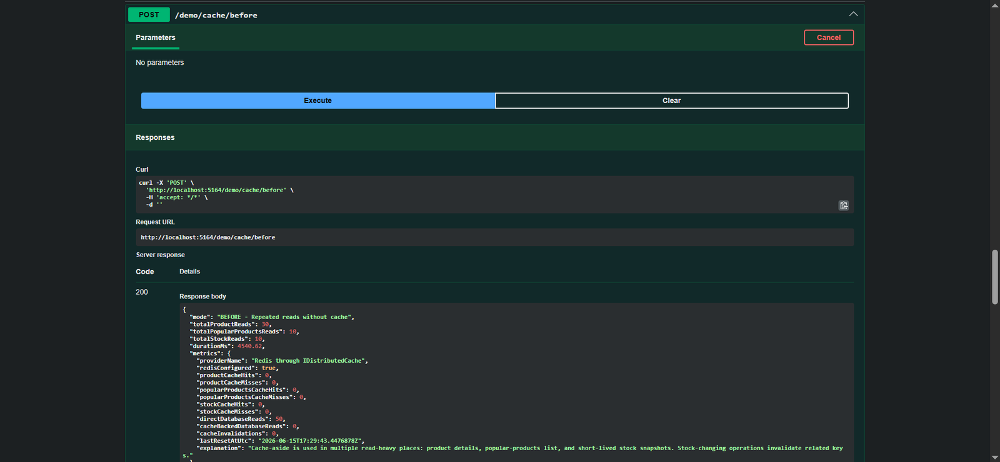 POST /demo/cache/before
Parameters Cancel
No parameters
Execute Clear
Responses
Curl
curl -X 'POST' \
  'http://localhost:5164/demo/cache/before' \
  -H 'accept: */*' \
  -d ''
Request URL
http://localhost:5164/demo/cache/before
Server response
Code Details
200
Response body
{
  "mode": "BEFORE - Repeated reads without cache",
  "totalProductReads": 30,
  "totalPopularProductsReads": 10,
  "totalStockReads": 10,
  "durationMs": 4540.62,
  "metrics": {
    "providerName": "Redis through IDistributedCache",
    "redisConfigured": true,
    "productCacheHits": 0,
    "productCacheMisses": 0,
    "popularProductsCacheHits": 0,
    "popularProductsCacheMisses": 0,
    "stockCacheHits": 0,
    "stockCacheMisses": 0,
    "directDatabaseReads": 50,
    "cacheBackedDatabaseReads": 0,
    "cacheInvalidations": 0,
    "lastResetAtUtc": "2026-06-15T17:29:43.4476878Z",
    "explanation": "Cache-aside is used in multiple read-heavy places: product details, popular-products list, and short-lived stock snapshots. Stock-changing operations invalidate related key
s."